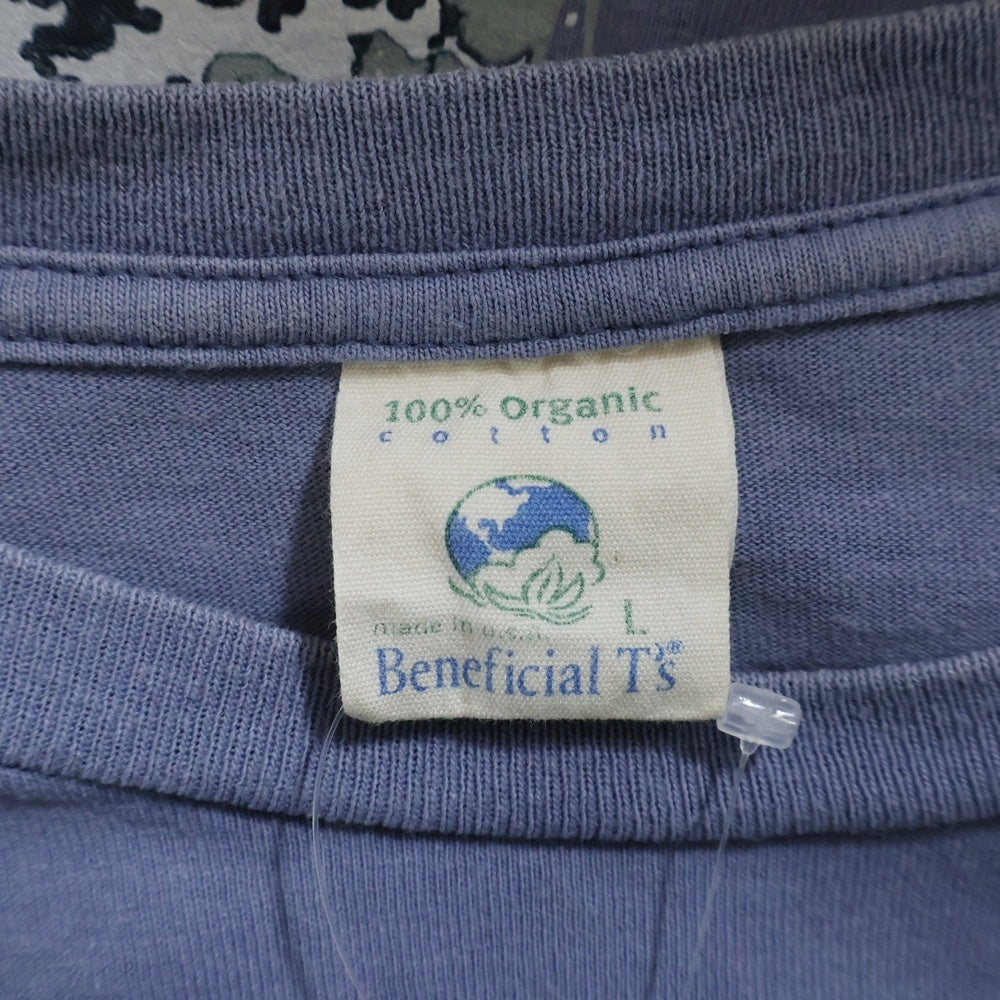 100% Organic
cotton
made in u.s.a. L
Beneficial T's®